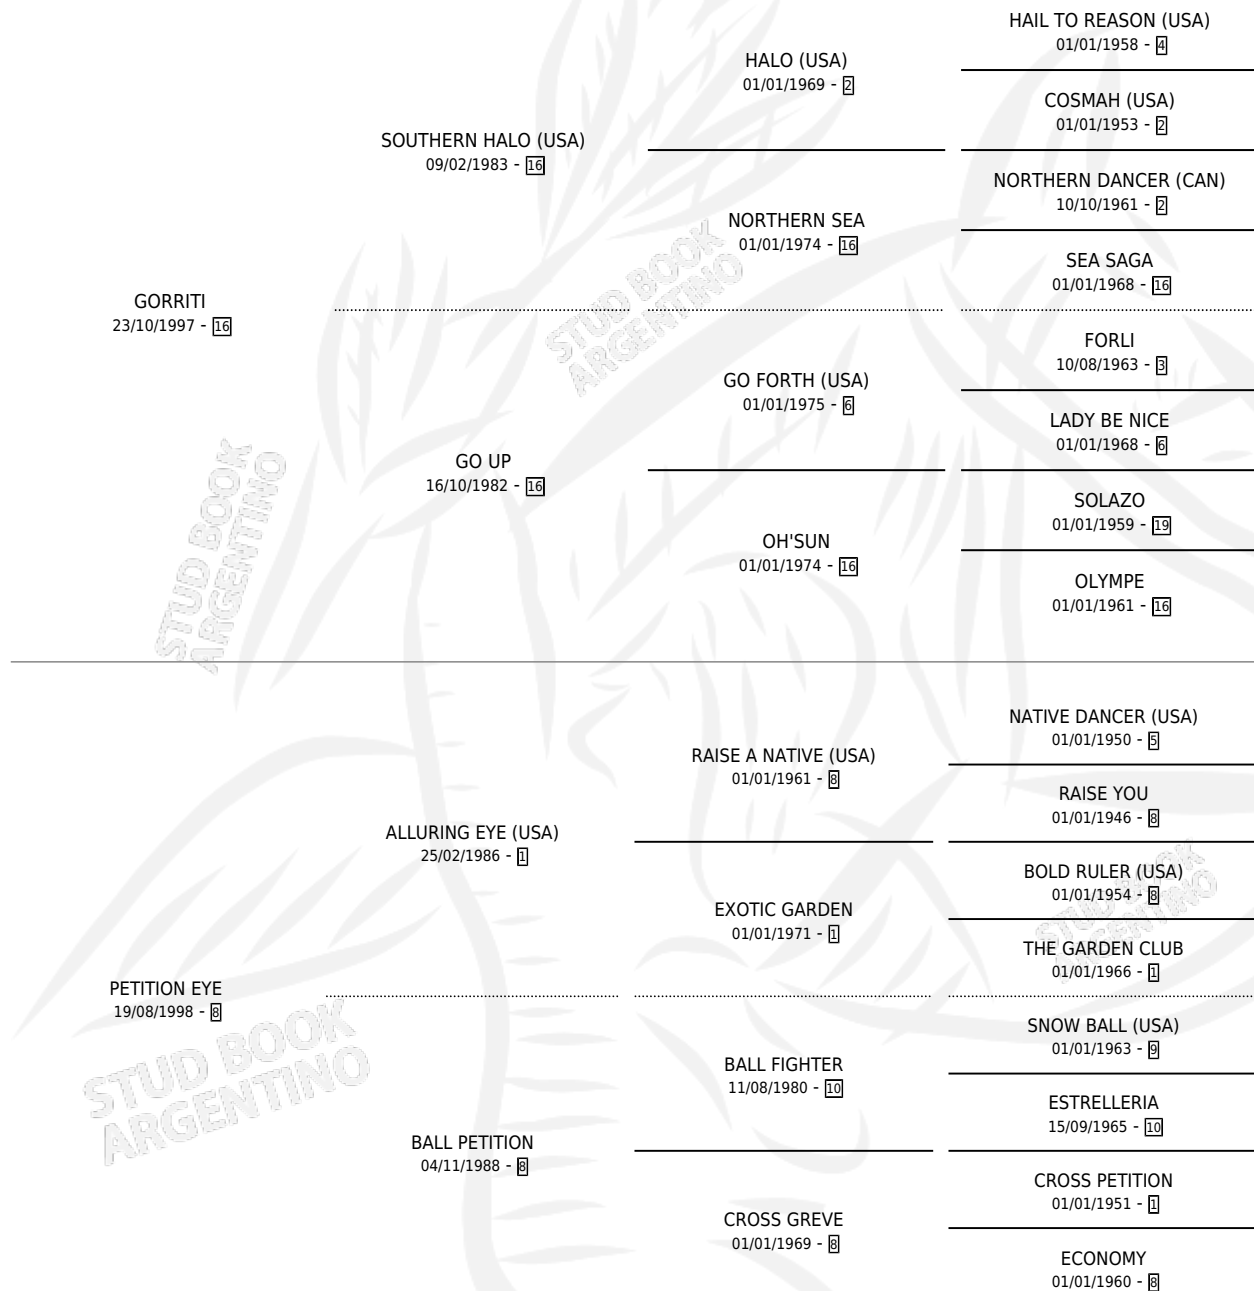 HAIL TO REASON (USA)
01/01/1958 - 4
HALO (USA)
01/01/1969 - 2
COSMAH (USA)
01/01/1953 - 2
SOUTHERN HALO (USA)
09/02/1983 - 16
NORTHERN DANCER (CAN)
10/10/1961 - 2
NORTHERN SEA
01/01/1974 - 16
SEA SAGA
01/01/1968 - 16
GORRITI
23/10/1997 - 16
STUD BOOK
ARGENTINO
FORLI
10/08/1963 - 3
GO FORTH (USA)
01/01/1975 - 6
LADY BE NICE
01/01/1968 - 6
GO UP
16/10/1982 - 16
SOLAZO
01/01/1959 - 19
OH'SUN
01/01/1974 - 16
OLYMPE
01/01/1961 - 16
STUD BOOK
ARGENTINO
NATIVE DANCER (USA)
01/01/1950 - 5
RAISE A NATIVE (USA)
01/01/1961 - 8
RAISE YOU
01/01/1946 - 8
ALLURING EYE (USA)
25/02/1986 - 1
BOLD RULER (USA)
01/01/1954 - 8
EXOTIC GARDEN
01/01/1971 - 1
THE GARDEN CLUB
01/01/1966 - 1
STUD BOOK
ARGENTINO
PETITION EYE
19/08/1998 - 8
SNOW BALL (USA)
01/01/1963 - 9
BALL FIGHTER
11/08/1980 - 10
ESTRELLERIA
15/09/1965 - 10
STUD BOOK
ARGENTINO
BALL PETITION
04/11/1988 - 8
CROSS PETITION
01/01/1951 - 1
CROSS GREVE
01/01/1969 - 8
ECONOMY
01/01/1960 - 8